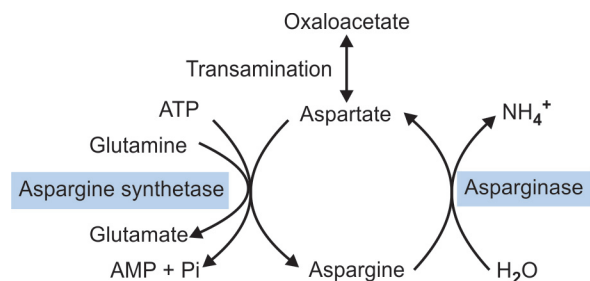 Oxaloacetate
Transamination
ATP
Aspartate
NH₄⁺
Glutamine
Aspargine synthetase
Asparginase
Glutamate
AMP + Pi
Aspargine
H₂O